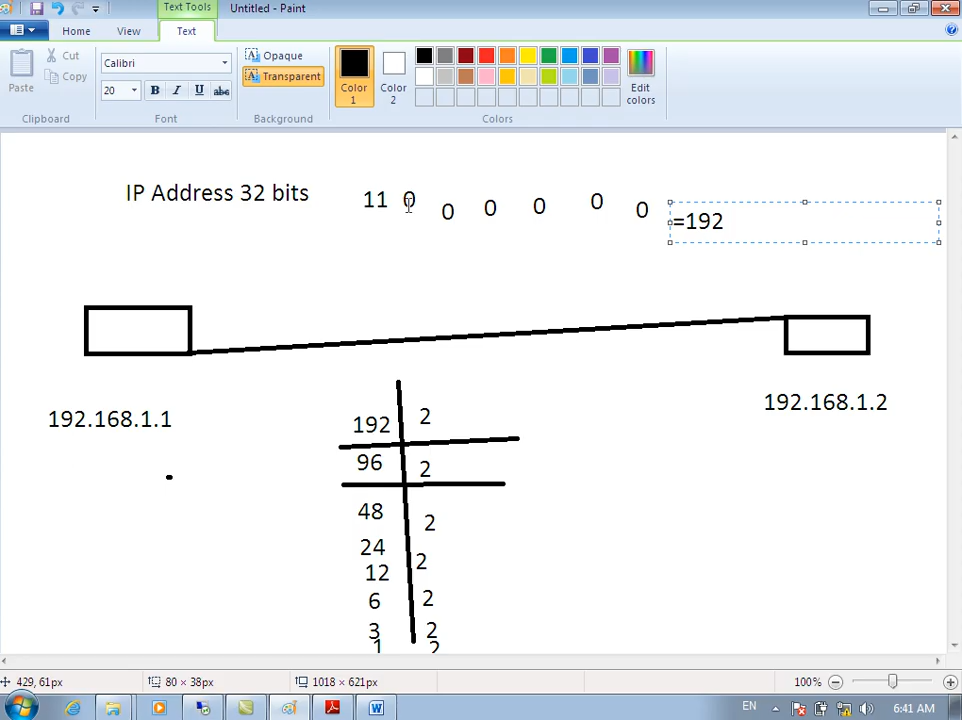 Text Tools
Untitled - Paint
Home
View
Text
Paste
Cut
Copy
Clipboard
Calibri
20
B I U abc
Font
Opaque
Transparent
Background
Color 1
Color 2
Edit colors
Colors
IP Address 32 bits
11 0 0 0 0 0 0 =192
192.168.1.1
192.168.1.2
192 2
96 2
48 2
24 2
12 2
6 2
3 2
1 2
429, 61px
80 × 38px
1018 × 621px
100%
EN
6:41 AM